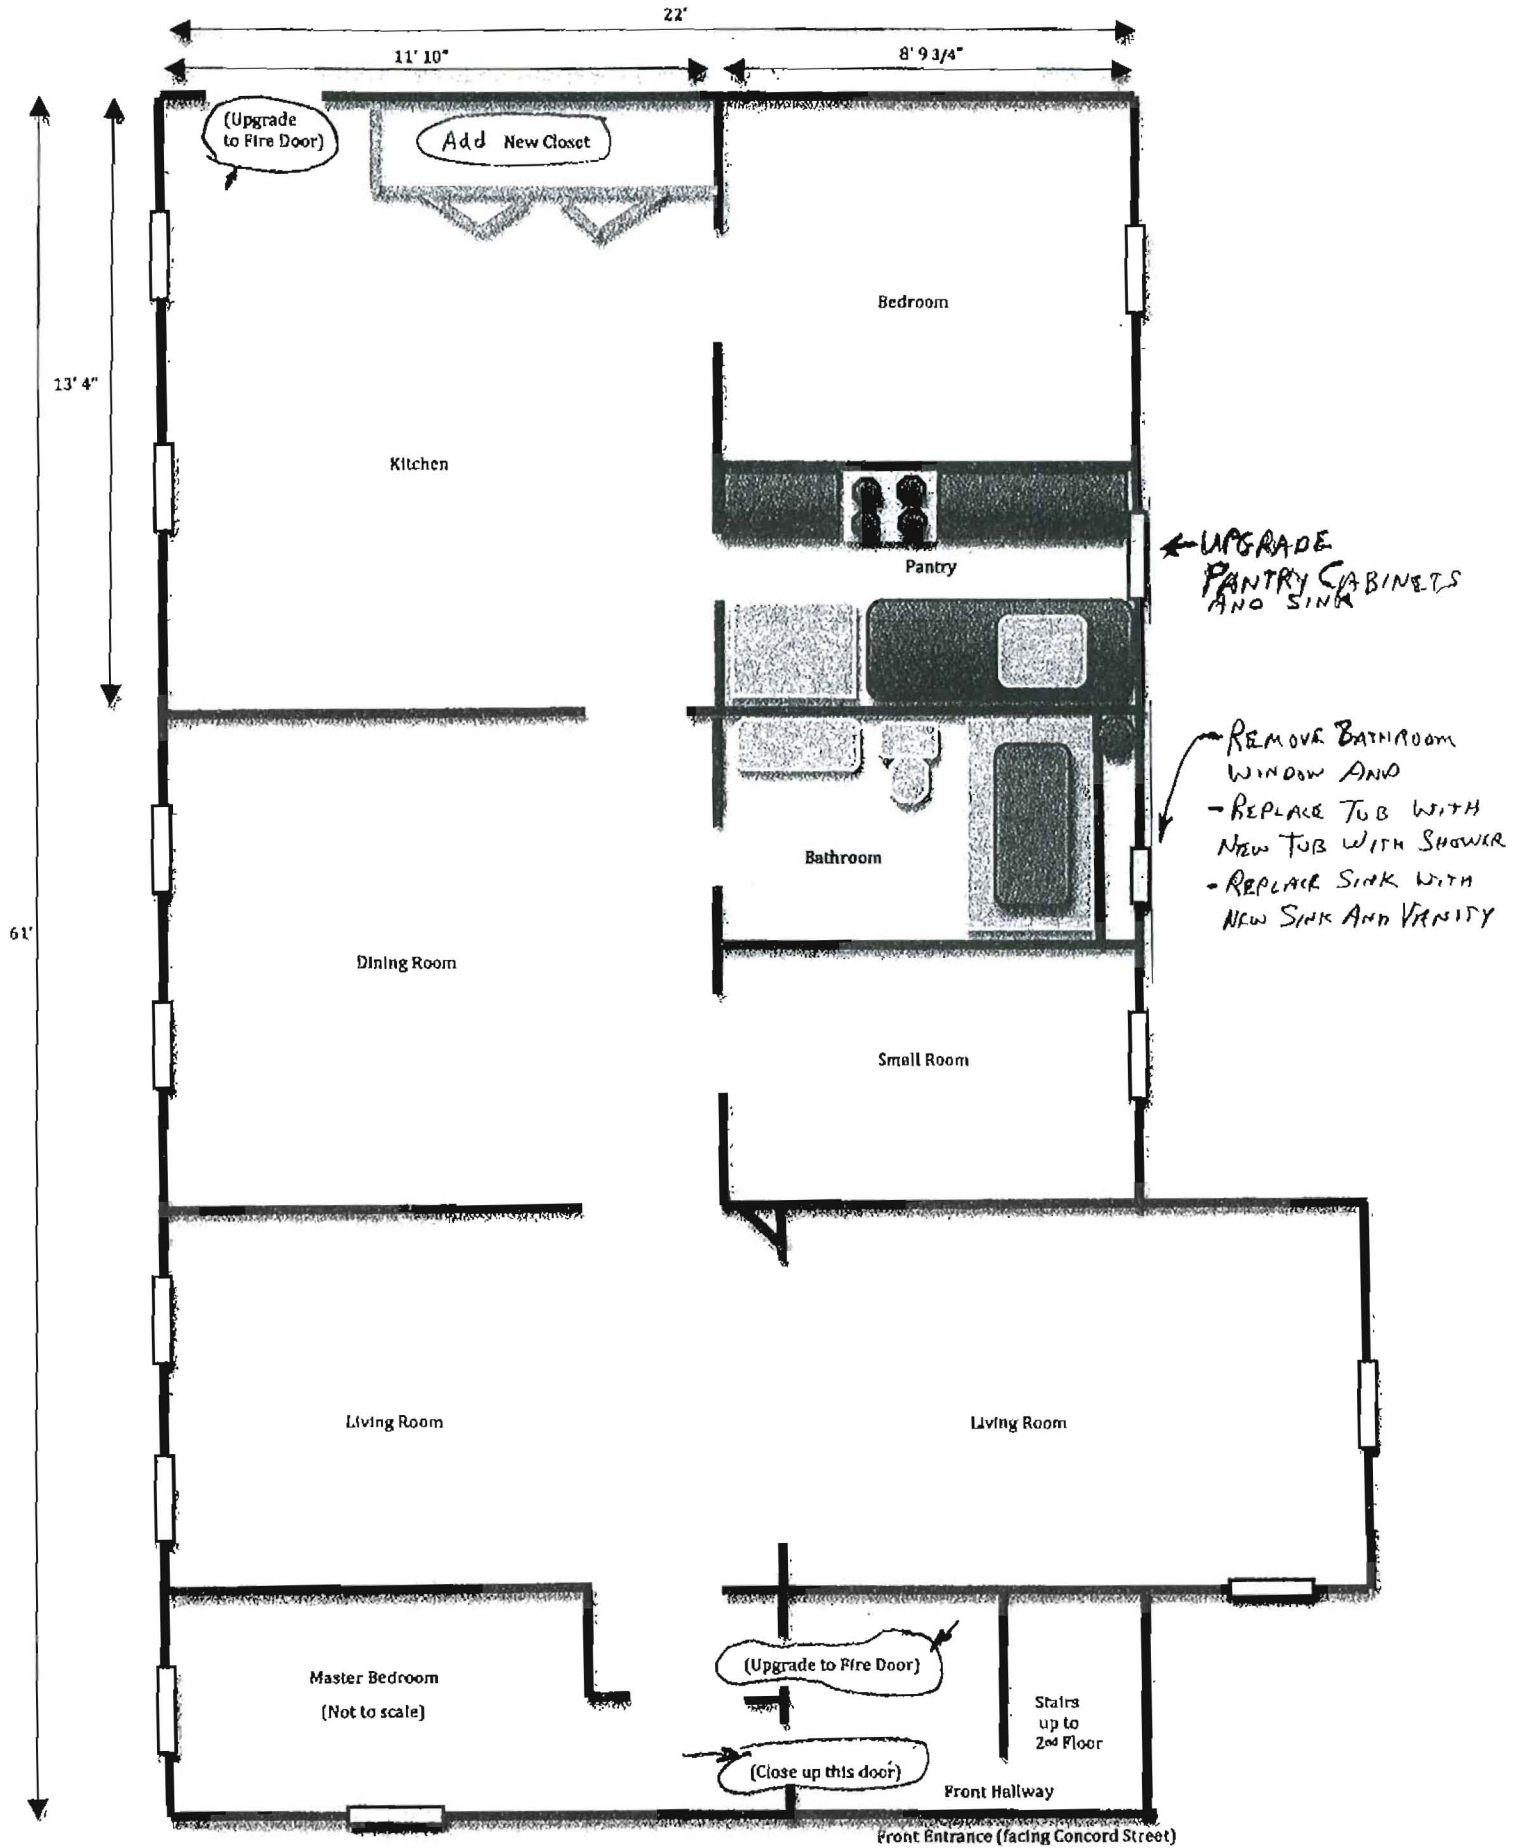 22'
11' 10"
8' 9 3/4"
(Upgrade
to Fire Door)
Add New Closet
Bedroom
13' 4"
Kitchen
UPGRADE
PANTRY CABINETS
AND SINK
Pantry
REMOVE BATHROOM
WINDOW AND
- REPLACE TUB WITH
NEW TUB WITH SHOWER
- REPLACE SINK WITH
NEW SINK AND VANITY
Bathroom
61'
Dining Room
Small Room
Living Room
Living Room
(Upgrade to Fire Door)
Master Bedroom
(Not to scale)
Stairs
up to
2nd Floor
(Close up this door)
Front Hallway
Front Entrance (facing Concord Street)